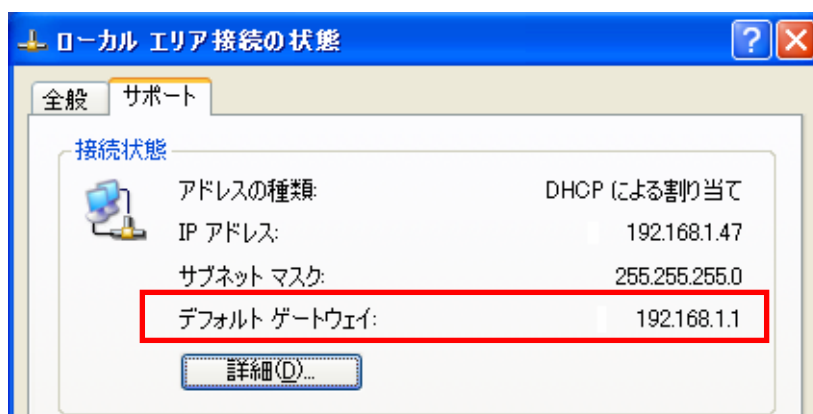 ローカル エリア接続の状態
全般 サポート
接続状態
アドレスの種類: DHCP による割り当て
IP アドレス: 192.168.1.47
サブネット マスク: 255.255.255.0
デフォルト ゲートウェイ: 192.168.1.1
詳細(D)...